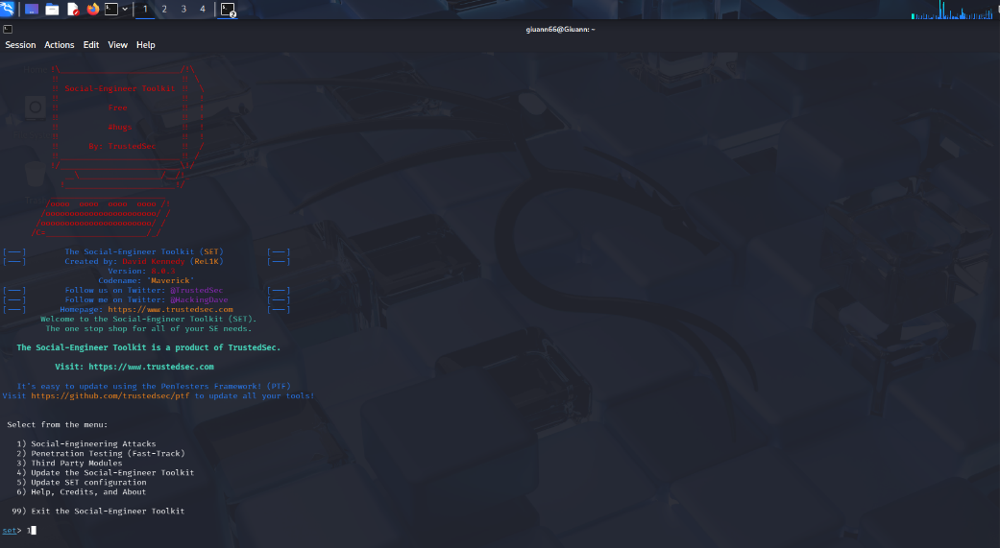 1 2 3 4
giuann66@Giuann: ~
Session Actions Edit View Help
Social-Engineer Toolkit
Free
#hugs
By: TrustedSec
[---] The Social-Engineer Toolkit (SET) [---]
[---] Created by: David Kennedy (ReL1K) [---]
Version: 8.0.3
Codename: 'Maverick'
[---] Follow us on Twitter: @TrustedSec [---]
[---] Follow me on Twitter: @HackingDave [---]
[---] Homepage: https://www.trustedsec.com [---]
Welcome to the Social-Engineer Toolkit (SET).
The one stop shop for all of your SE needs.
The Social-Engineer Toolkit is a product of TrustedSec.
Visit: https://www.trustedsec.com
It's easy to update using the PenTesters Framework! (PTF)
Visit https://github.com/trustedsec/ptf to update all your tools!
Select from the menu:
1) Social-Engineering Attacks
2) Penetration Testing (Fast-Track)
3) Third Party Modules
4) Update the Social-Engineer Toolkit
5) Update SET configuration
6) Help, Credits, and About
99) Exit the Social-Engineer Toolkit
set> 1